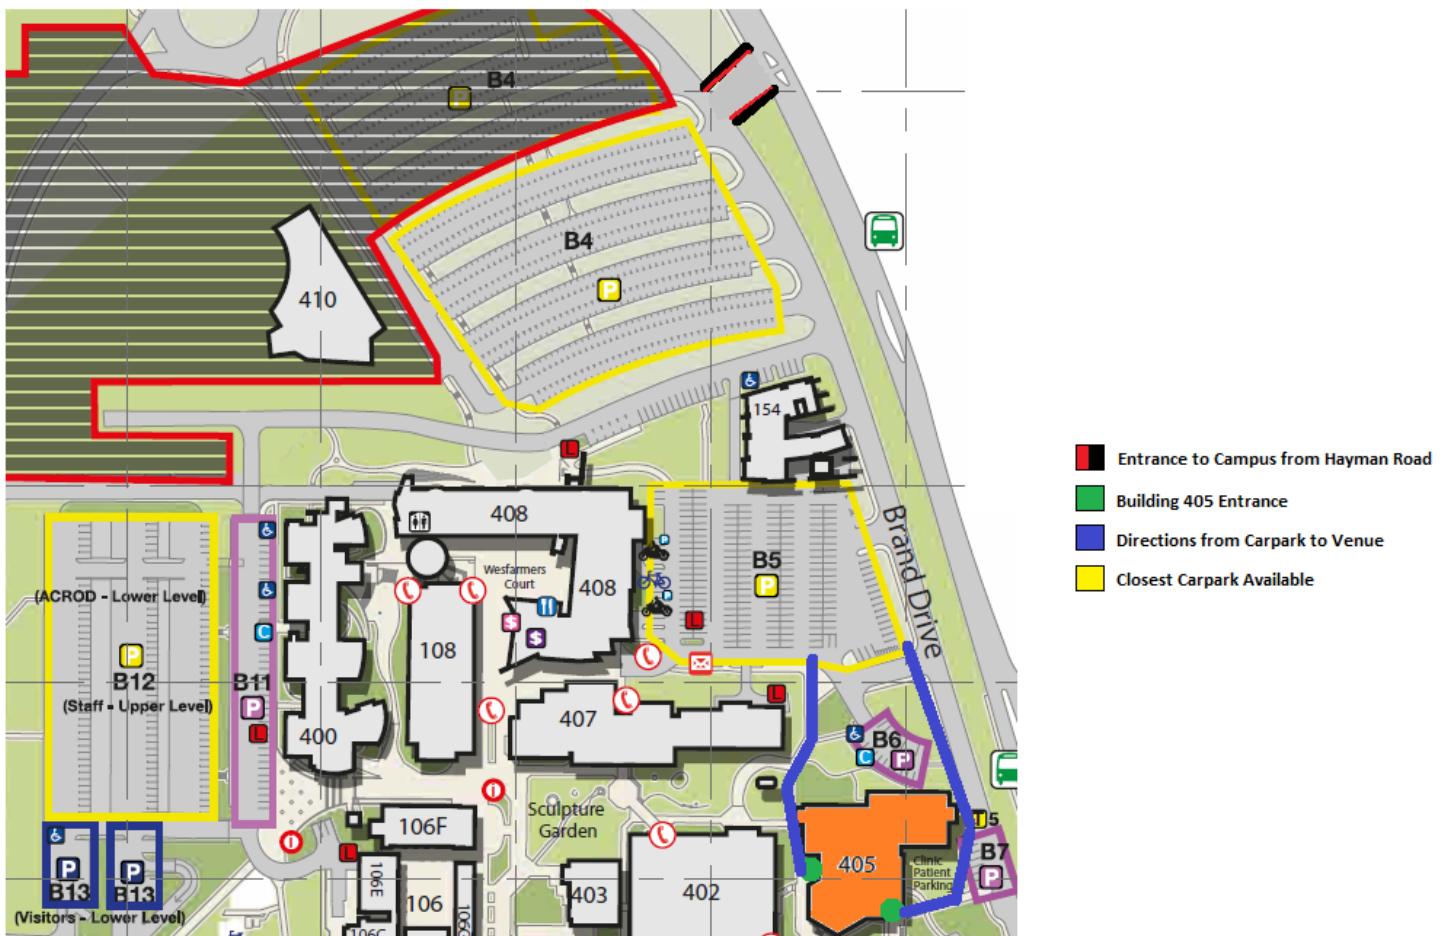 B4
P
B4
P
410
154
L
408
Wesfarmers
Court
408
B5
P
P
P
Brand Drive
L
(ACROD - Lower Level)
P
B12
(Staff - Upper Level)
C
B11
P
L
400
108
$
$
407
L
B6
C
P
i
Sculpture
Garden
106F
i
L
405
Clinic
Patient
Parking
T5
B7
P
P
B13
P
B13
(Visitors - Lower Level)
106E
106
106C
403
402
Entrance to Campus from Hayman Road
Building 405 Entrance
Directions from Carpark to Venue
Closest Carpark Available